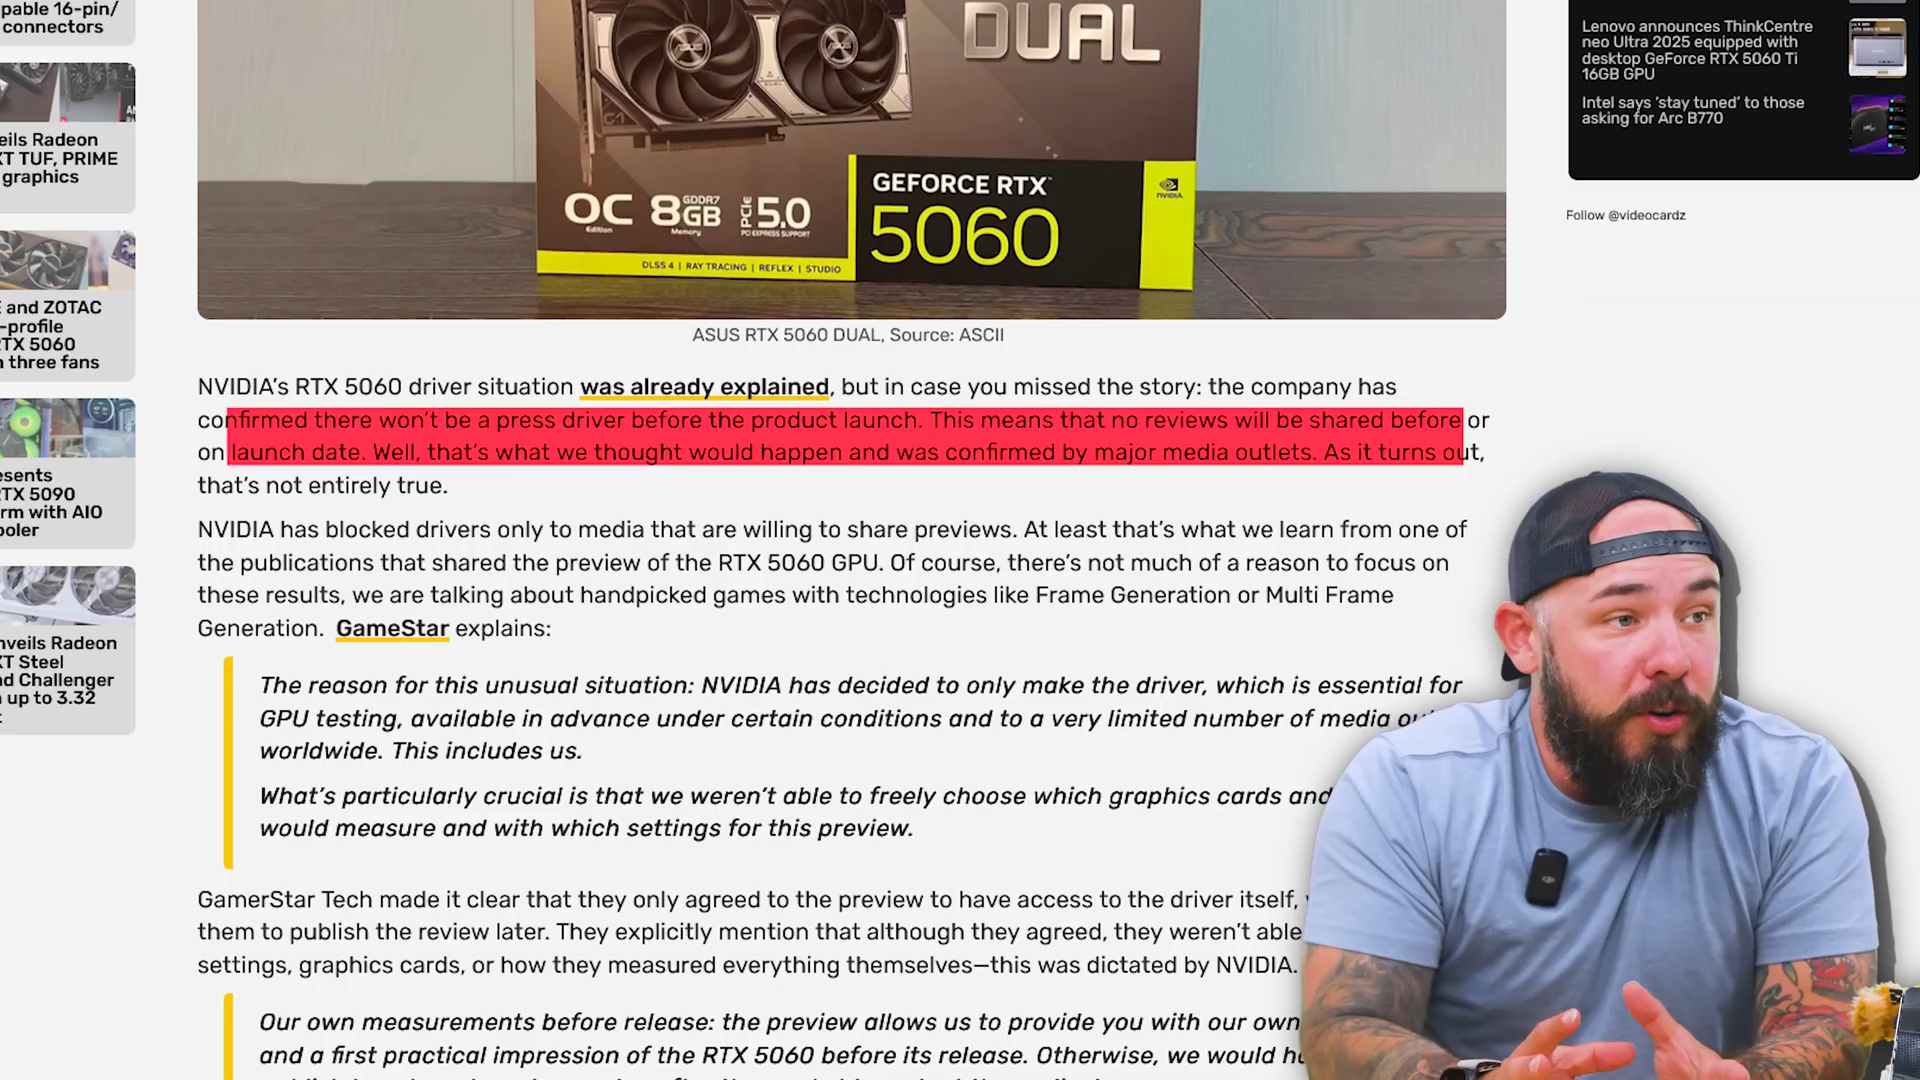 pable 16-pin/
connectors
eils Radeon
XT TUF, PRIME
graphics
E and ZOTAC
-profile
TX 5060
three fans
esents
TX 5090
rm with AIO
ooler
nveils Radeon
XT Steel
nd Challenger
up to 3.32
DUAL
OC
Edition
8GB
GDDR7
Memory
PCIE 5.0
PCI EXPRESS SUPPORT
GEFORCE RTX™
5060
NVIDIA
DLSS 4 | RAY TRACING | REFLEX | STUDIO
ASUS RTX 5060 DUAL, Source: ASCII
NVIDIA’s RTX 5060 driver situation was already explained, but in case you missed the story: the company has
confirmed there won’t be a press driver before the product launch. This means that no reviews will be shared before or
on launch date. Well, that’s what we thought would happen and was confirmed by major media outlets. As it turns out,
that’s not entirely true.
NVIDIA has blocked drivers only to media that are willing to share previews. At least that’s what we learn from one of
the publications that shared the preview of the RTX 5060 GPU. Of course, there’s not much of a reason to focus on
these results, we are talking about handpicked games with technologies like Frame Generation or Multi Frame
Generation. GameStar explains:
The reason for this unusual situation: NVIDIA has decided to only make the driver, which is essential for
GPU testing, available in advance under certain conditions and to a very limited number of media
worldwide. This includes us.
What’s particularly crucial is that we weren’t able to freely choose which graphics cards and
would measure and with which settings for this preview.
GamerStar Tech made it clear that they only agreed to the preview to have access to the driver itself,
them to publish the review later. They explicitly mention that although they agreed, they weren’t able
settings, graphics cards, or how they measured everything themselves—this was dictated by NVIDIA.
Our own measurements before release: the preview allows us to provide you with our own
and a first practical impression of the RTX 5060 before its release. Otherwise, we would
Lenovo announces ThinkCentre
neo Ultra 2025 equipped with
desktop GeForce RTX 5060 Ti
16GB GPU
Intel says ‘stay tuned’ to those
asking for Arc B770
Follow @videocardz